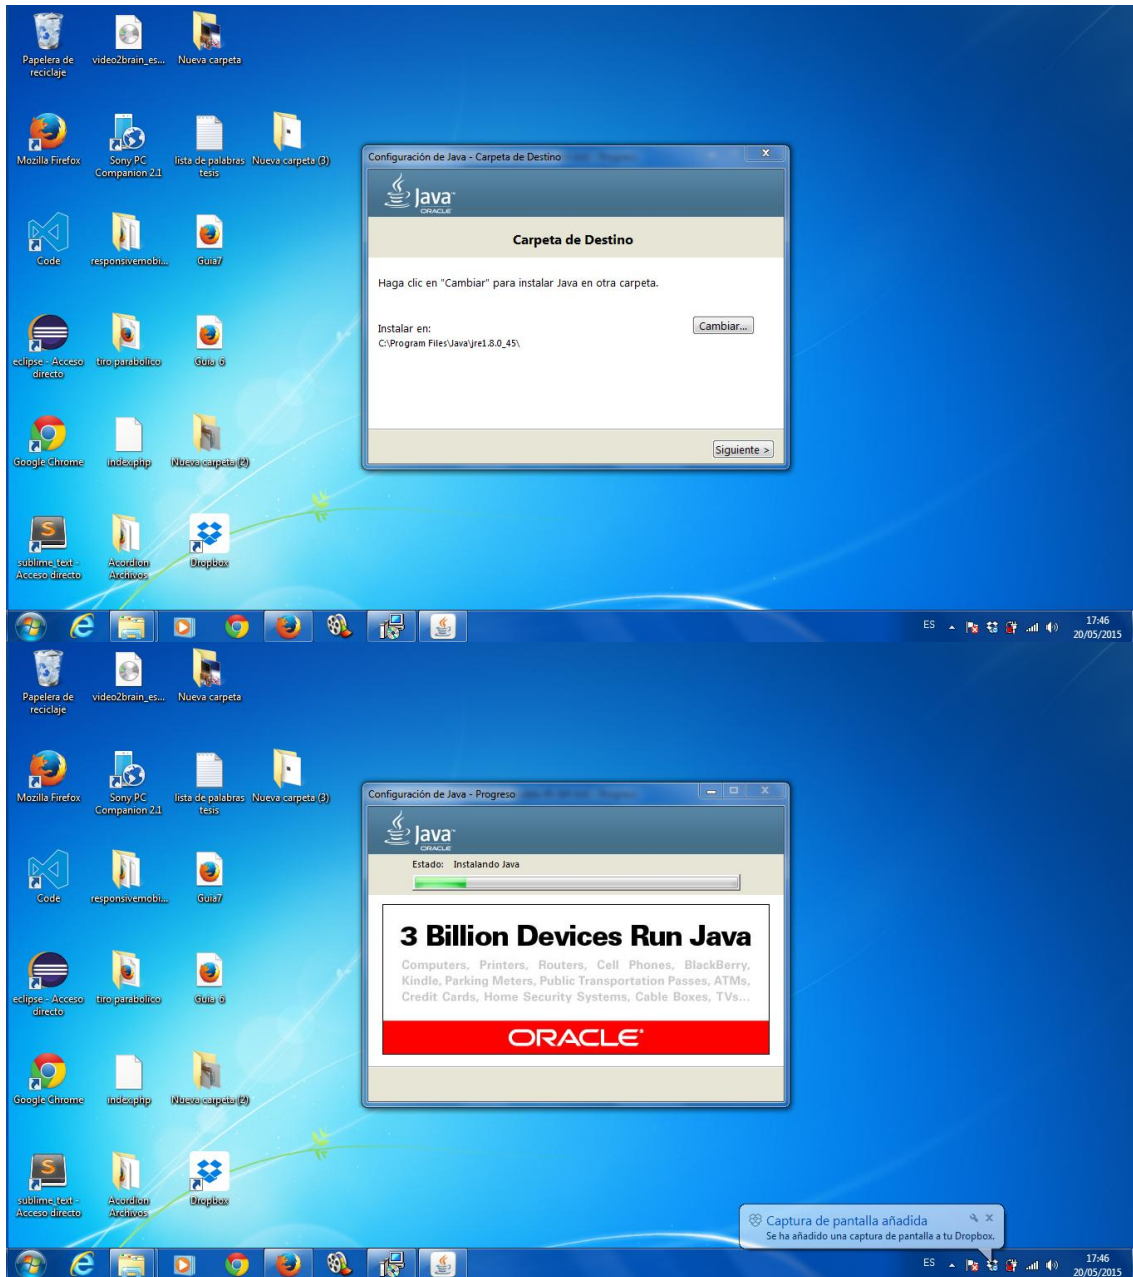 Papelera de
reciclaje
video2brain_es...
Nueva carpeta
Mozilla Firefox
Sony PC
Companion 2.1
lista de palabras
tesis
Nueva carpeta (3)
Code
responsivemobi...
Guia7
eclipse - Acceso
directo
tiro parabolico
Guia 6
Google Chrome
index.php
Nueva carpeta (2)
sublime_text -
Acceso directo
Acordion
Archivos
Dropbox
Configuración de Java - Carpeta de Destino
Java™
ORACLE
Carpeta de Destino
Haga clic en "Cambiar" para instalar Java en otra carpeta.
Instalar en:
C:\Program Files\Java\jre1.8.0_45\
Cambiar...
Siguiente >
ES
17:46
20/05/2015
Papelera de
reciclaje
video2brain_es...
Nueva carpeta
Mozilla Firefox
Sony PC
Companion 2.1
lista de palabras
tesis
Nueva carpeta (3)
Code
responsivemobi...
Guia7
eclipse - Acceso
directo
tiro parabolico
Guia 6
Google Chrome
index.php
Nueva carpeta (2)
sublime_text -
Acceso directo
Acordion
Archivos
Dropbox
Configuración de Java - Progreso
Java™
ORACLE
Estado: Instalando Java
3 Billion Devices Run Java
Computers, Printers, Routers, Cell Phones, BlackBerry,
Kindle, Parking Meters, Public Transportation Passes, ATMs,
Credit Cards, Home Security Systems, Cable Boxes, TVs...
ORACLE®
Captura de pantalla añadida
Se ha añadido una captura de pantalla a tu Dropbox.
ES
17:46
20/05/2015